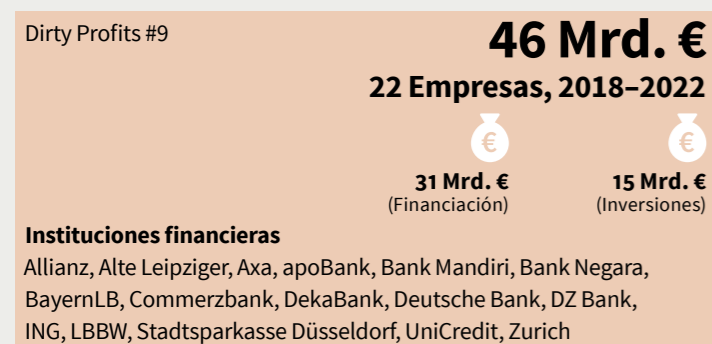 Dirty Profits #9
46 Mrd. €
22 Empresas, 2018–2022
€ €
31 Mrd. € 15 Mrd. €
(Financiación) (Inversiones)
Instituciones financieras
Allianz, Alte Leipziger, Axa, apoBank, Bank Mandiri, Bank Negara,
BayernLB, Commerzbank, DekaBank, Deutsche Bank, DZ Bank,
ING, LBBW, Stadtsparkasse Düsseldorf, UniCredit, Zurich